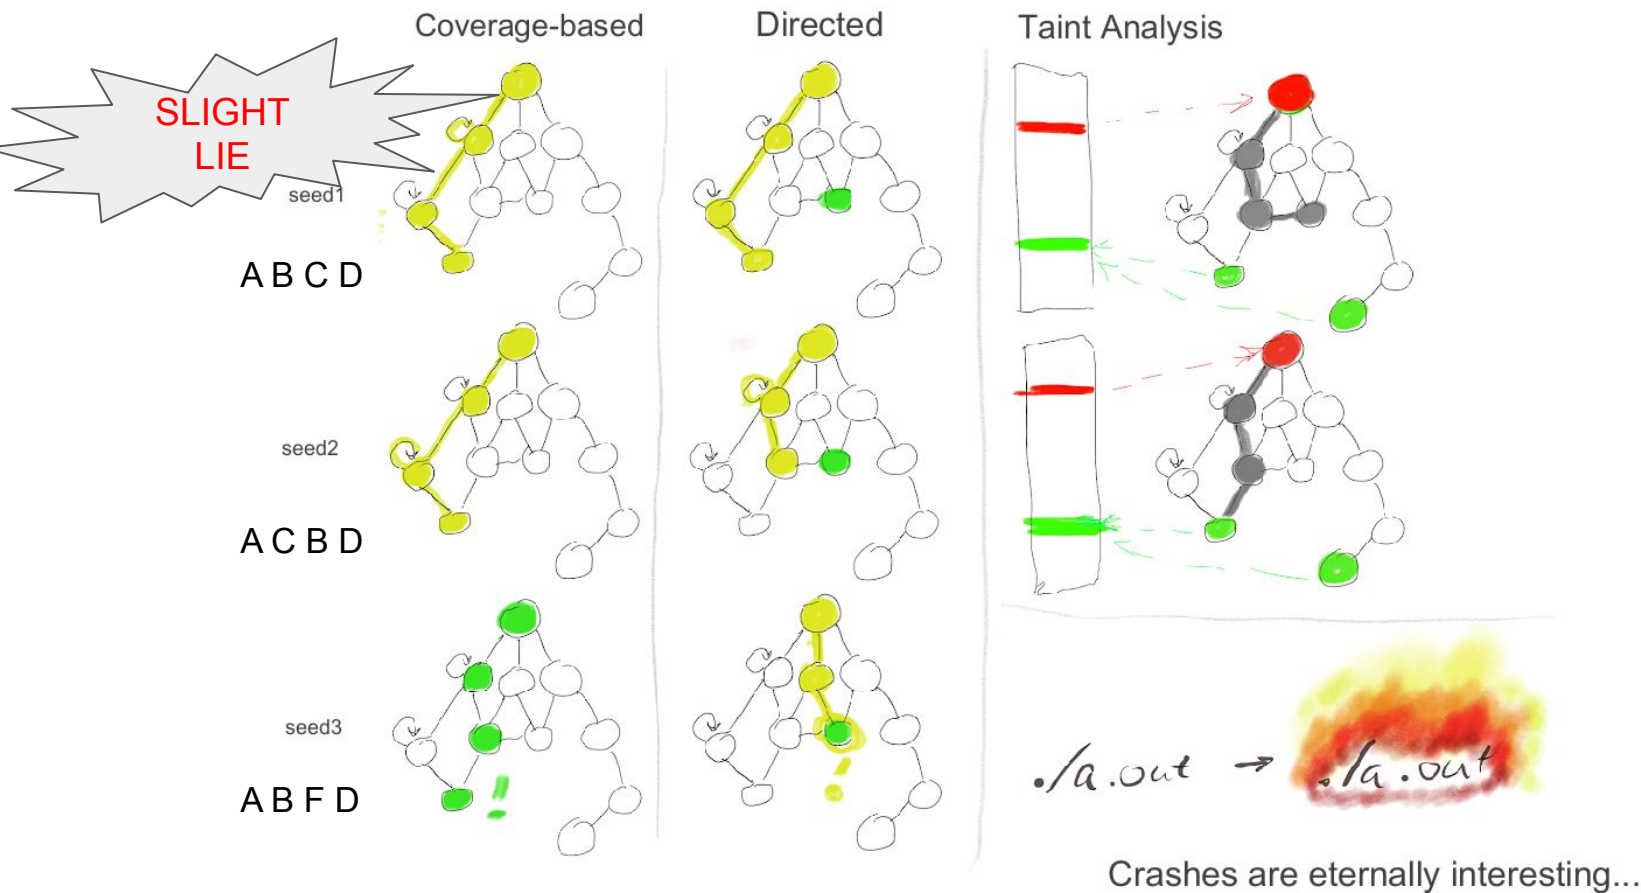 Coverage-based
Directed
Taint Analysis
SLIGHT
LIE
seed1
A B C D
seed2
A C B D
seed3
A B F D
./a.out → ./a.out
Crashes are eternally interesting...